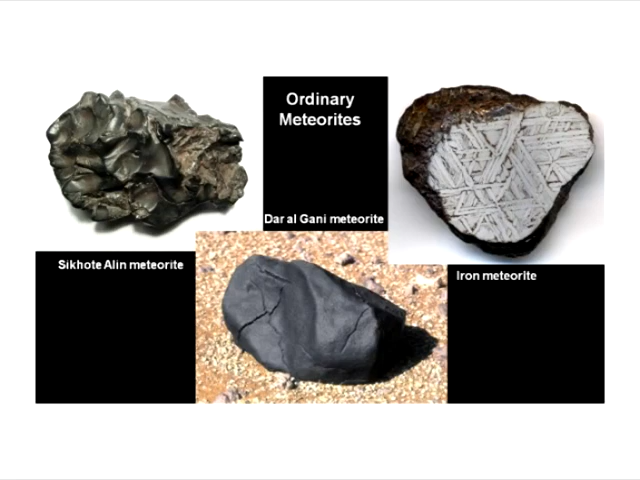 Ordinary
Meteorites
Dar al Gani meteorite
Sikhote Alin meteorite
Iron meteorite